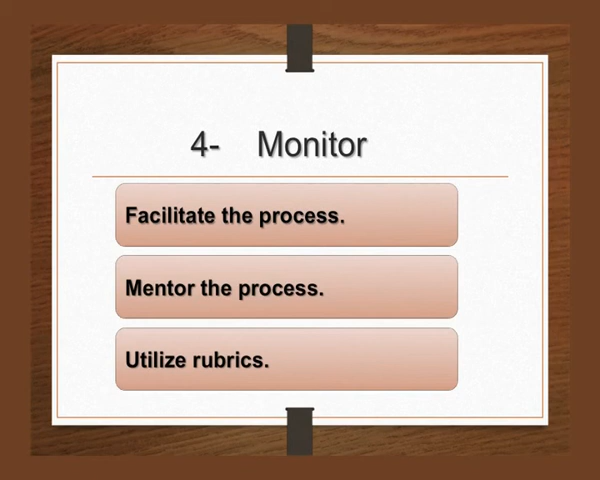 4- Monitor
Facilitate the process.
Mentor the process.
Utilize rubrics.